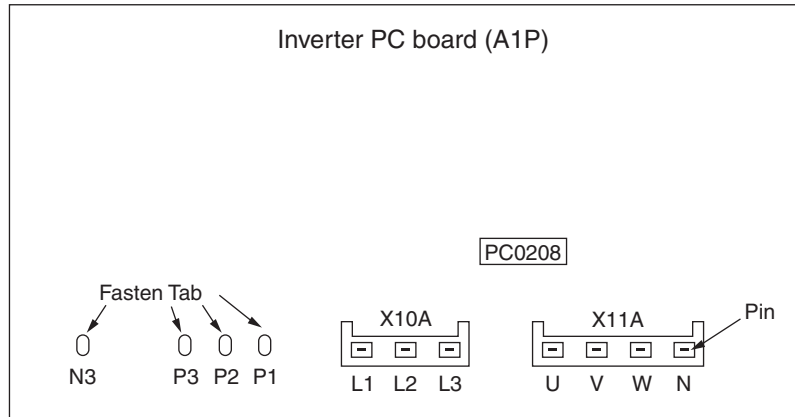 Inverter PC board (A1P)
PC0208
Fasten Tab
X10A
X11A
Pin
N3
P3
P2
P1
L1
L2
L3
U
V
W
N